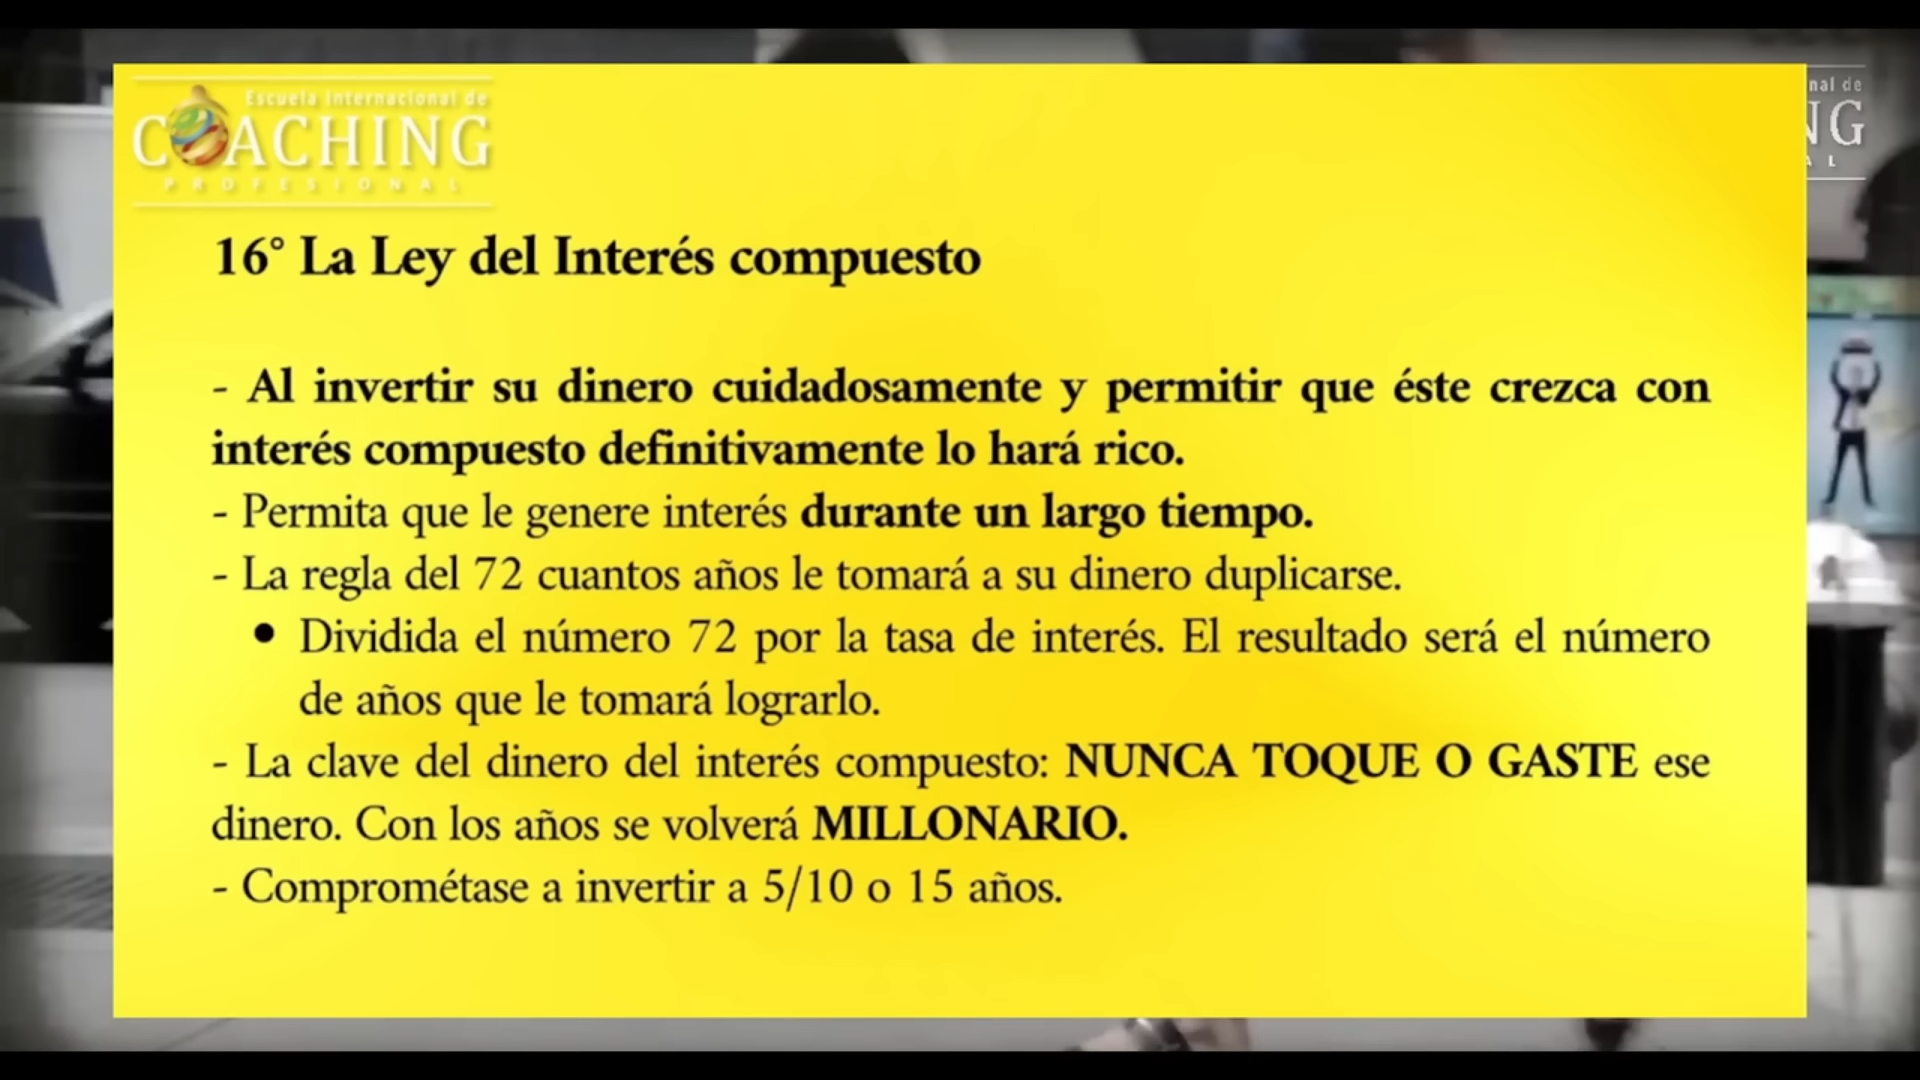 Escuela Internacional de
COACHING
PROFESIONAL
nal de
NG
AL
16° La Ley del Interés compuesto
- Al invertir su dinero cuidadosamente y permitir que éste crezca con
interés compuesto definitivamente lo hará rico.
- Permita que le genere interés durante un largo tiempo.
- La regla del 72 cuantos años le tomará a su dinero duplicarse.
• Dividida el número 72 por la tasa de interés. El resultado será el número
de años que le tomará lograrlo.
- La clave del dinero del interés compuesto: NUNCA TOQUE O GASTE ese
dinero. Con los años se volverá MILLONARIO.
- Comprométase a invertir a 5/10 o 15 años.